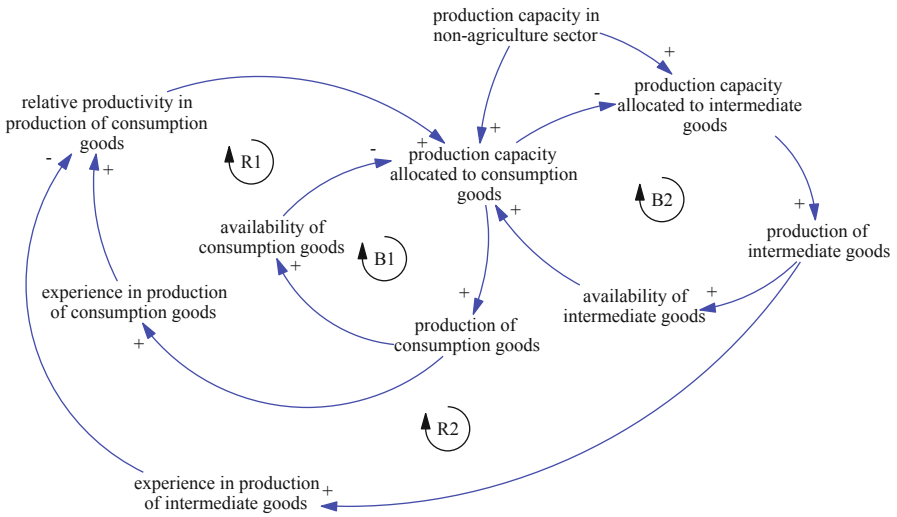 production capacity in
non-agriculture sector
+
production capacity
allocated to intermediate
goods
-
relative productivity in
production of consumption
goods
+
+
production capacity
allocated to consumption
goods
-
R1
-
+
B2
+
+
availability of
consumption goods
production of
intermediate goods
B1
+
experience in production
of consumption goods
+
+
availability of
intermediate goods
production of
consumption goods
+
R2
experience in production
of intermediate goods
+